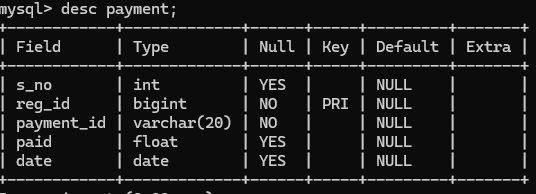 mysql> desc payment;
+------------+-------------+------+-----+---------+-------+
| Field      | Type        | Null | Key | Default | Extra |
+------------+-------------+------+-----+---------+-------+
| s_no       | int         | YES  |     | NULL    |       |
| reg_id     | bigint      | NO   | PRI | NULL    |       |
| payment_id | varchar(20) | NO   |     | NULL    |       |
| paid       | float       | YES  |     | NULL    |       |
| date       | date        | YES  |     | NULL    |       |
+------------+-------------+------+-----+---------+-------+